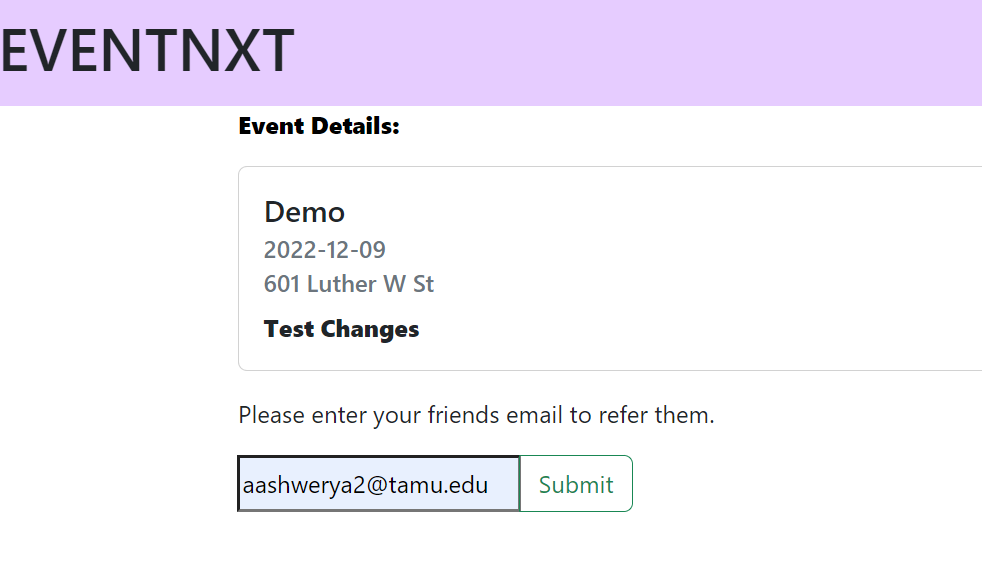 EVENTNXT
Event Details:
Demo
2022-12-09
601 Luther W St
Test Changes
Please enter your friends email to refer them.
aashwerya2@tamu.edu Submit